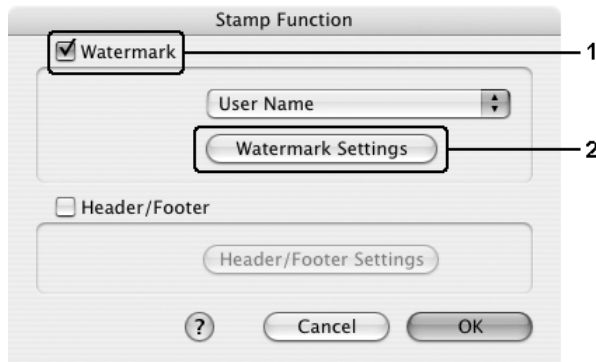 Stamp Function
Watermark
1
User Name
Watermark Settings
2
Header/Footer
Header/Footer Settings
?
Cancel
OK